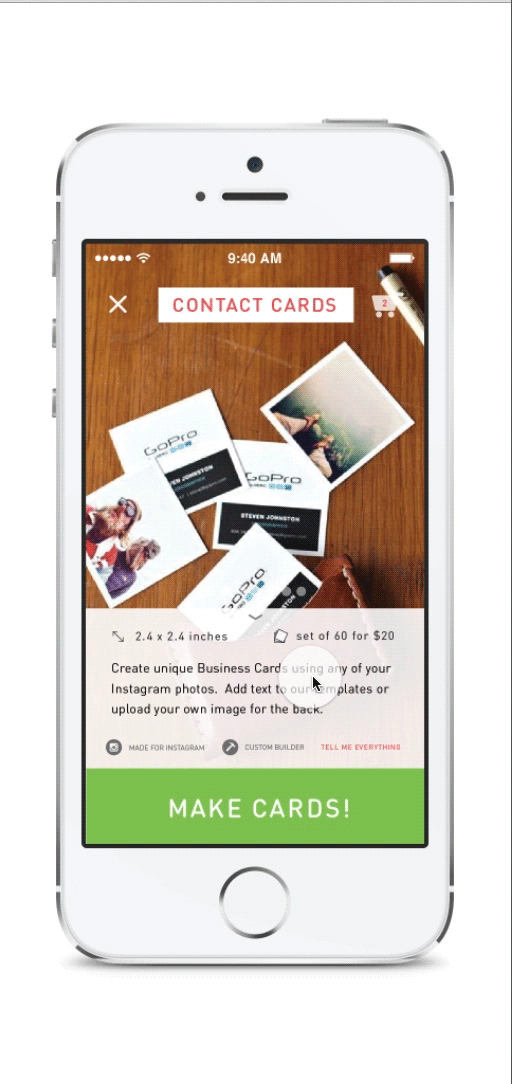 9:40 AM
CONTACT CARDS
2
GoPro
GoPro
STEVEN JOHNSTON
STEVEN JOHNSTON
GoPro
JOHNSTON
2.4 x 2.4 inches
set of 60 for $20
Create unique Business Cards using any of your
Instagram photos. Add text to our templates or
upload your own image for the back.
MADE FOR INSTAGRAM
CUSTOM BUILDER
TELL ME EVERYTHING
MAKE CARDS!